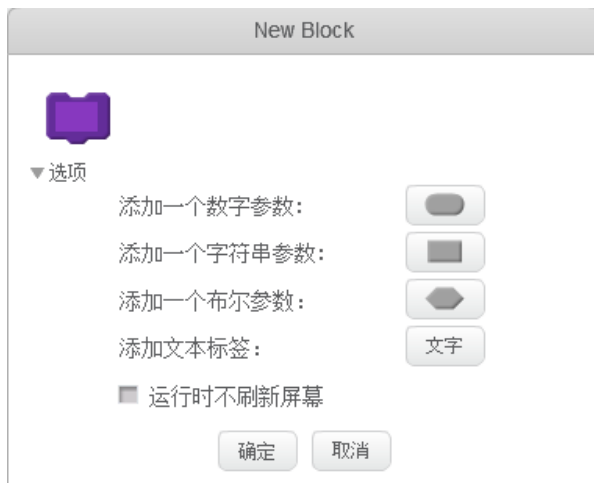 New Block
选项
添加一个数字参数:
添加一个字符串参数:
添加一个布尔参数:
添加文本标签:
文字
运行时不刷新屏幕
确定 取消